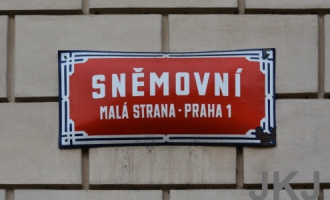 SNĚMOVNÍ
MALÁ STRANA - PRAHA 1
JKJ